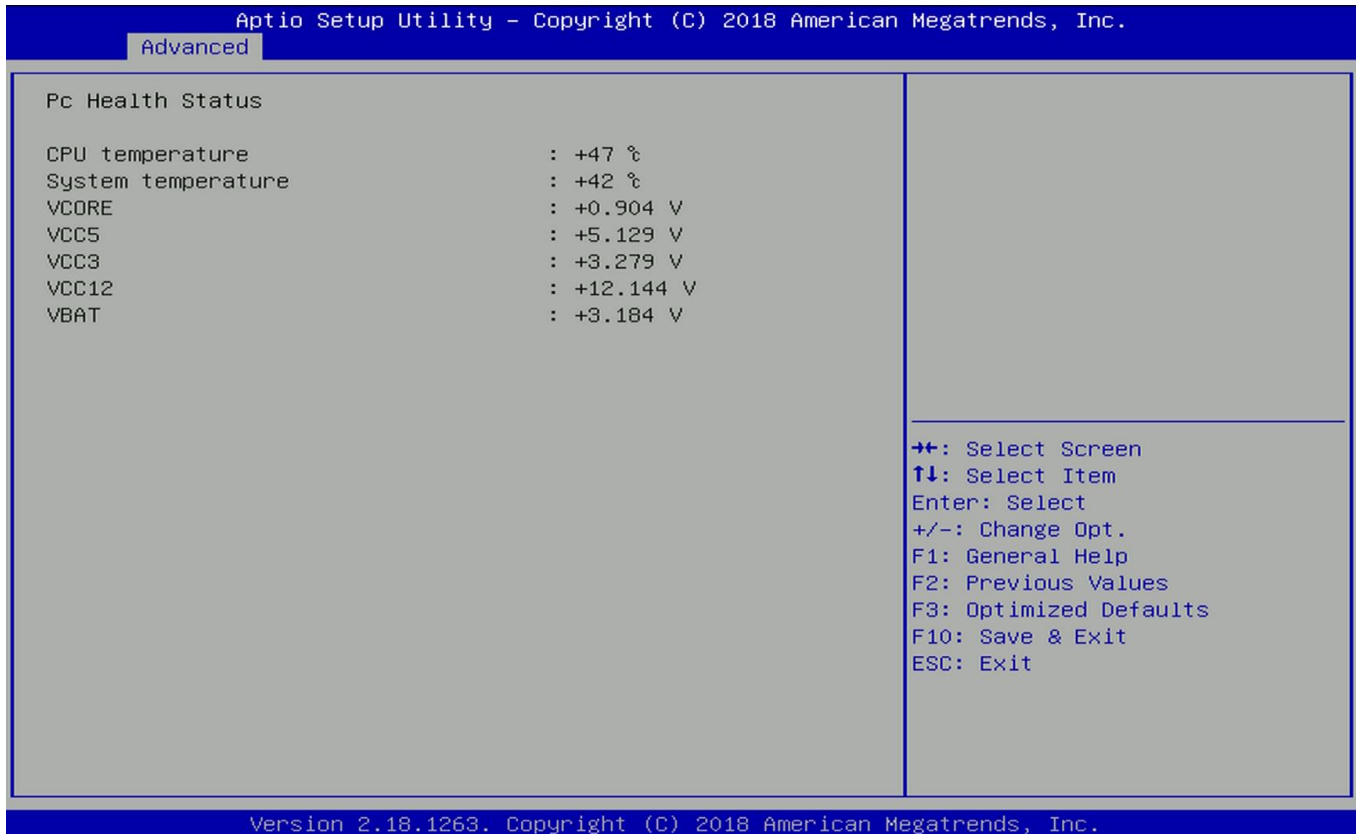 Aptio Setup Utility – Copyright (C) 2018 American Megatrends, Inc.
Advanced
Pc Health Status
CPU temperature : +47 ℃
System temperature : +42 ℃
VCORE : +0.904 V
VCC5 : +5.129 V
VCC3 : +3.279 V
VCC12 : +12.144 V
VBAT : +3.184 V
→←: Select Screen
↑↓: Select Item
Enter: Select
+/-: Change Opt.
F1: General Help
F2: Previous Values
F3: Optimized Defaults
F10: Save & Exit
ESC: Exit
Version 2.18.1263. Copyright (C) 2018 American Megatrends, Inc.